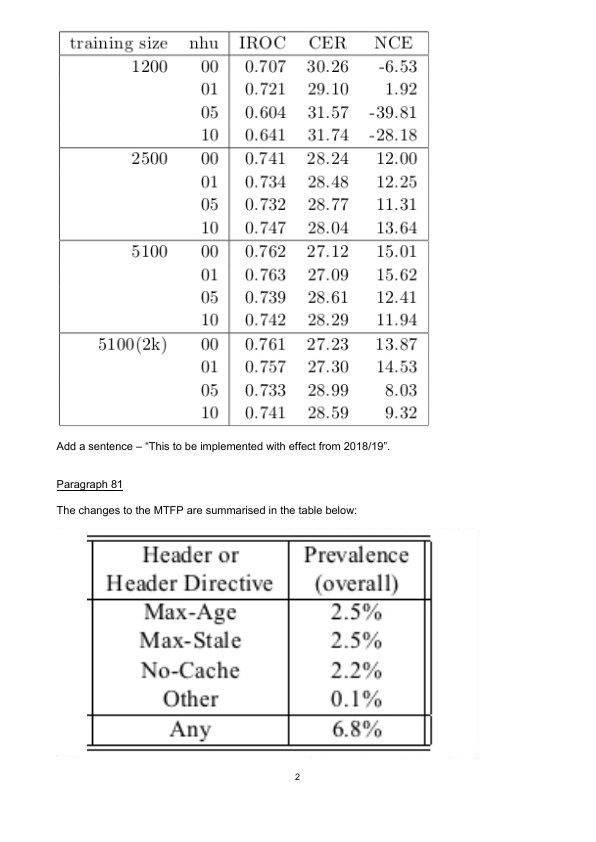 training size nhu IROC CER NCE
1200 00 0.707 30.26 -6.53
01 0.721 29.10 1.92
05 0.604 31.57 -39.81
10 0.641 31.74 -28.18
2500 00 0.741 28.24 12.00
01 0.734 28.48 12.25
05 0.732 28.77 11.31
10 0.747 28.04 13.64
5100 00 0.762 27.12 15.01
01 0.763 27.09 15.62
05 0.739 28.61 12.41
10 0.742 28.29 11.94
5100(2k) 00 0.761 27.23 13.87
01 0.757 27.30 14.53
05 0.733 28.99 8.03
10 0.741 28.59 9.32
Add a sentence – “This to be implemented with effect from 2018/19”.
Paragraph 81
The changes to the MTFP are summarised in the table below:
Header or Prevalence
Header Directive (overall)
Max-Age 2.5%
Max-Stale 2.5%
No-Cache 2.2%
Other 0.1%
Any 6.8%
2